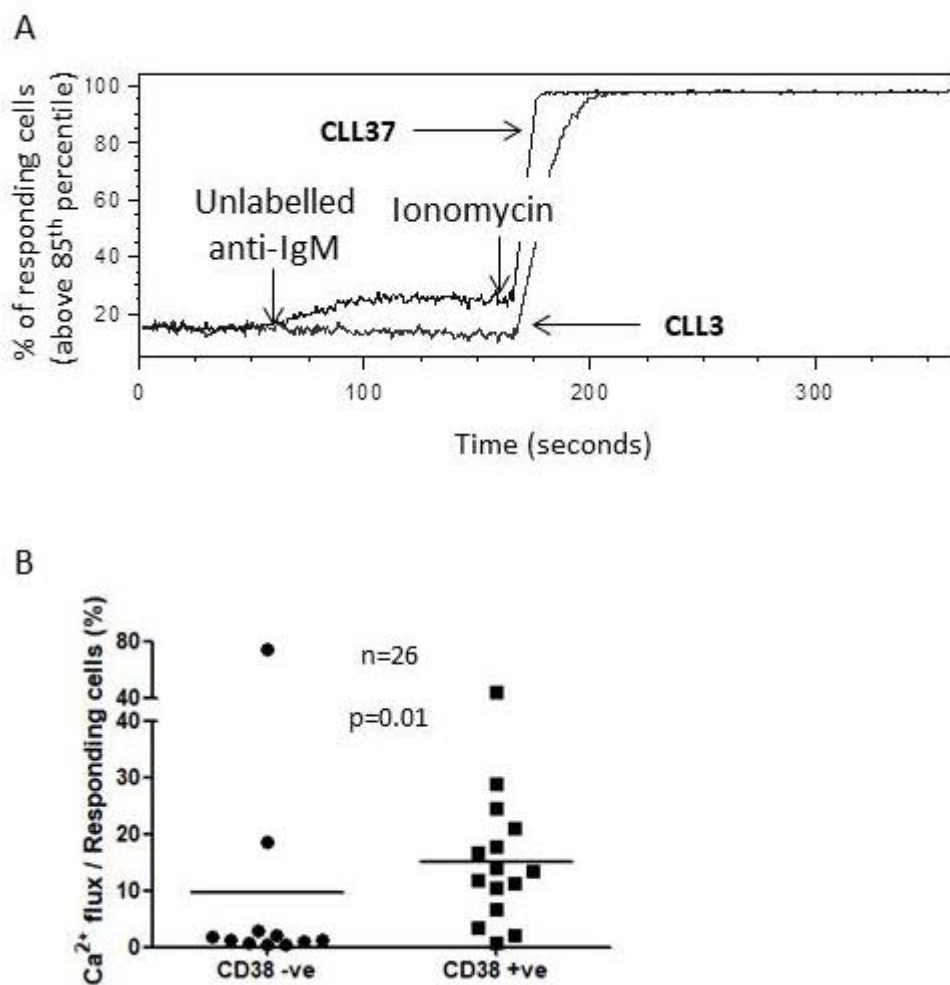 A
% of responding cells
(above 85th percentile)
100
80
60
40
20
CLL37
Unlabelled
anti-IgM
Ionomycin
CLL3
0
100
200
300
Time (seconds)
B
Ca2+ flux / Responding cells (%)
80
40
40
30
20
10
0
n=26
p=0.01
CD38 -ve
CD38 +ve